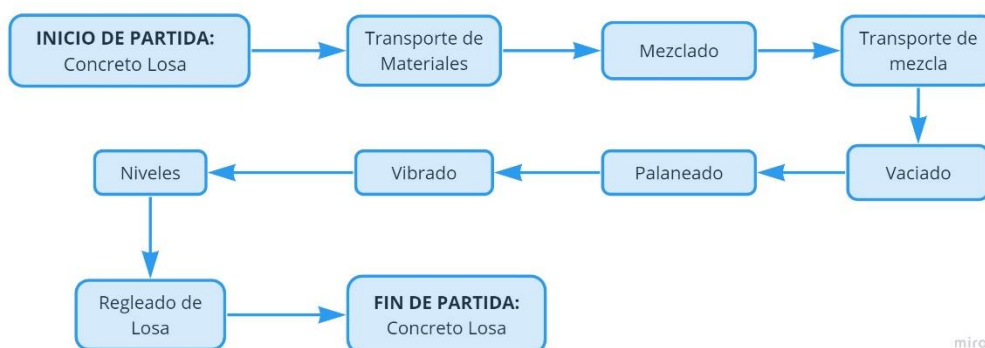 INICIO DE PARTIDA:
Concreto Losa
Transporte de
Materiales
Mezclado
Transporte de
mezcla
Vaciado
Palaneado
Vibrado
Niveles
Regleado de
Losa
FIN DE PARTIDA:
Concreto Losa
miro